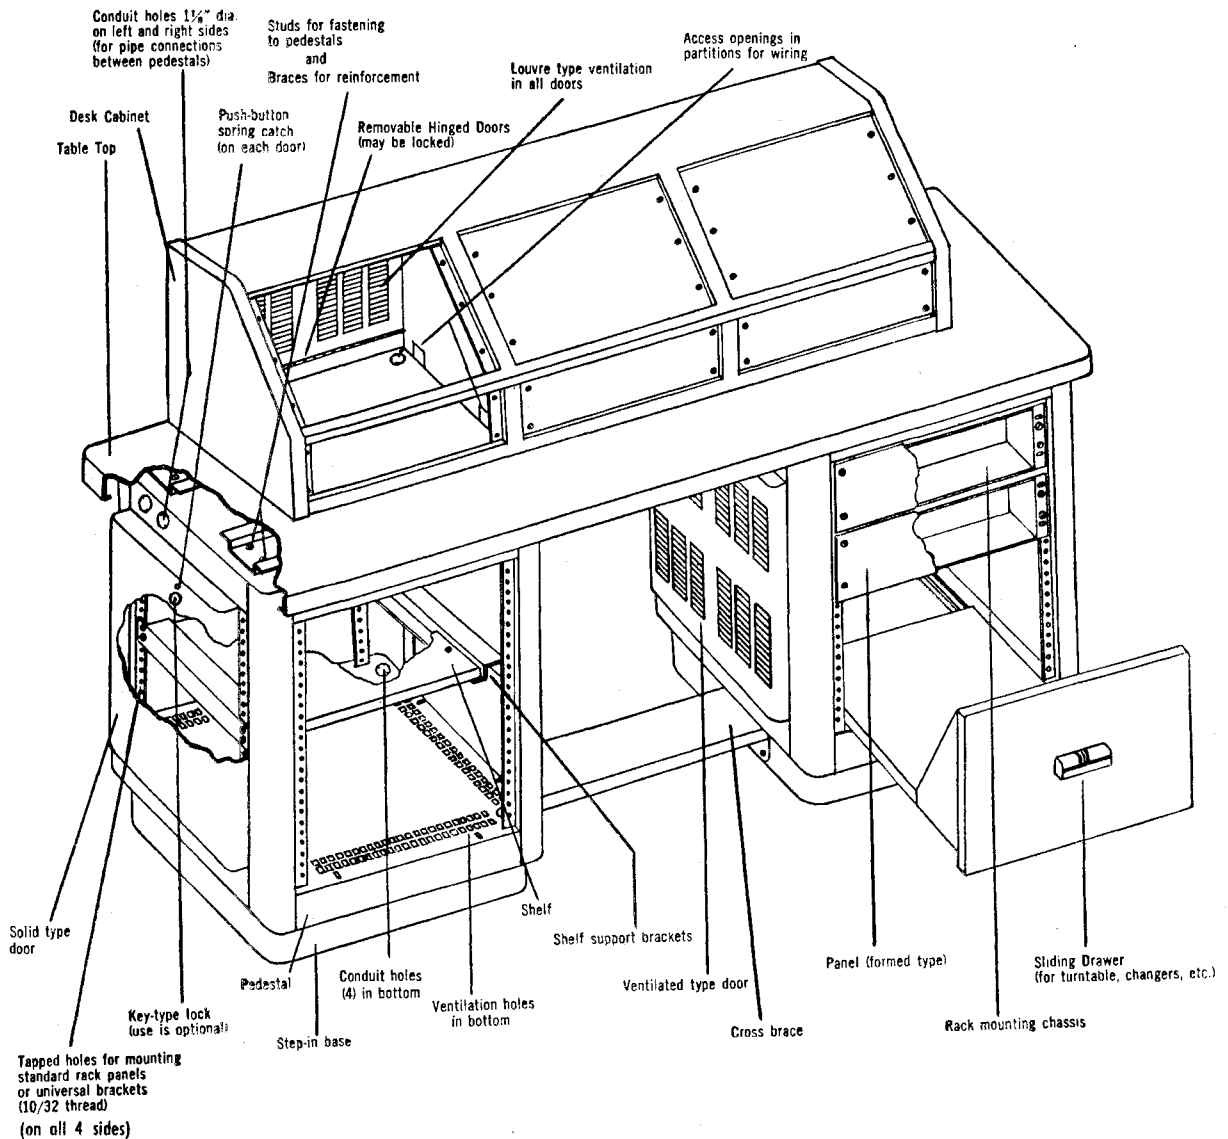 Conduit holes 1⅛" dia.
on left and right sides
(for pipe connections
between pedestals)
Studs for fastening
to pedestals
and
Braces for reinforcement
Access openings in
partitions for wiring
Louvre type ventilation
in all doors
Desk Cabinet
Push-button
spring catch
(on each door)
Removable Hinged Doors
(may be locked)
Table Top
Solid type
door
Shelf
Shelf support brackets
Pedestal
Conduit holes
(4) in bottom
Ventilation holes
in bottom
Ventilated type door
Panel (formed type)
Sliding Drawer
(for turntable, changers, etc.)
Key-type lock
(use is optional)
Step-in base
Cross brace
Rack mounting chassis
Tapped holes for mounting
standard rack panels
or universal brackets
(10/32 thread)
(on all 4 sides)